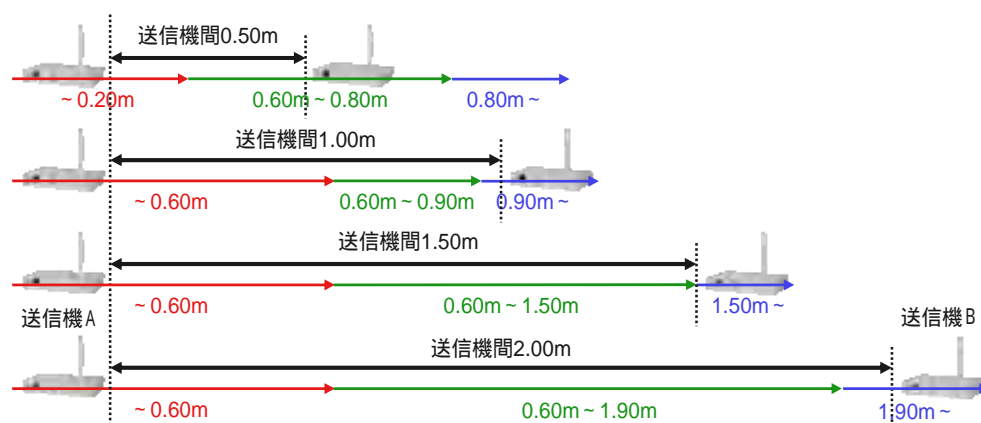 送信機間0.50m
~ 0.20m
0.60m ~ 0.80m
0.80m ~
送信機間1.00m
~ 0.60m
0.60m ~ 0.90m
0.90m ~
送信機間1.50m
~ 0.60m
0.60m ~ 1.50m
1.50m ~
送信機A
送信機B
送信機間2.00m
~ 0.60m
0.60m ~ 1.90m
1.90m ~